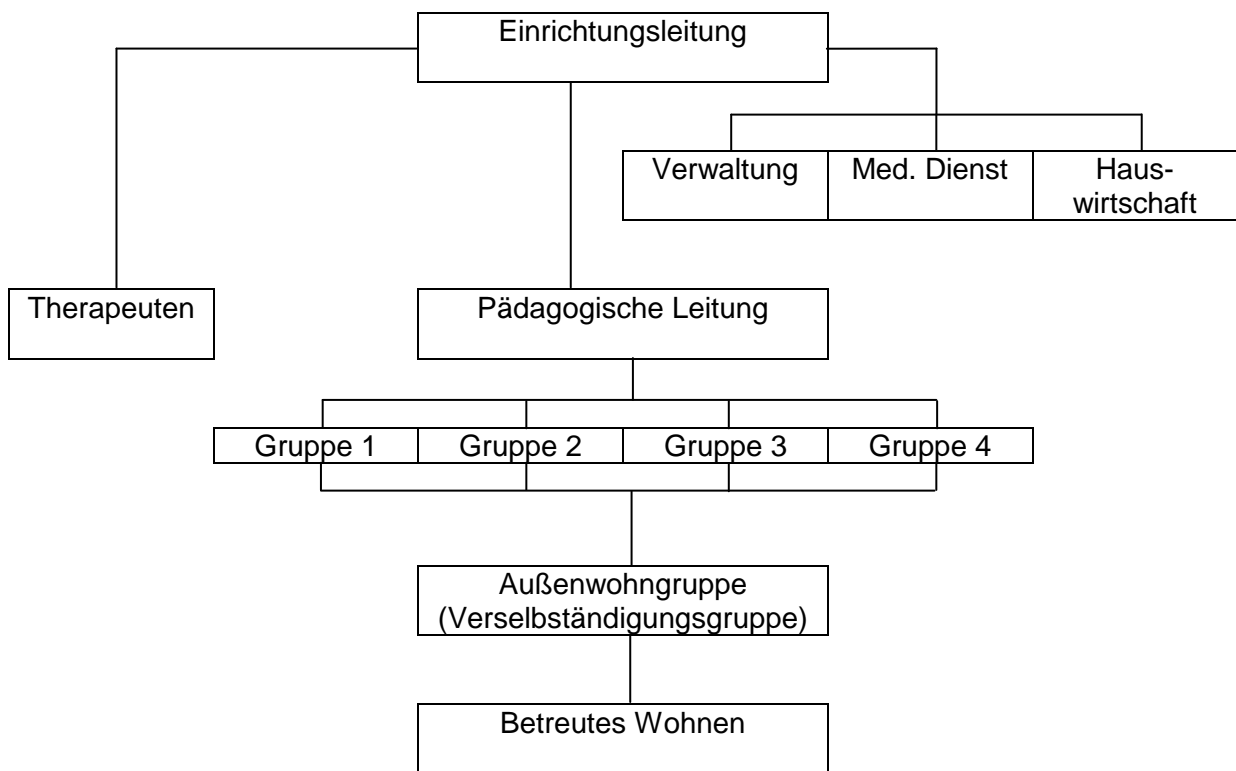 Einrichtungsleitung
Verwaltung
Med. Dienst
Haus-
wirtschaft
Therapeuten
Pädagogische Leitung
Gruppe 1
Gruppe 2
Gruppe 3
Gruppe 4
Außenwohngruppe
(Verselbständigungsgruppe)
Betreutes Wohnen